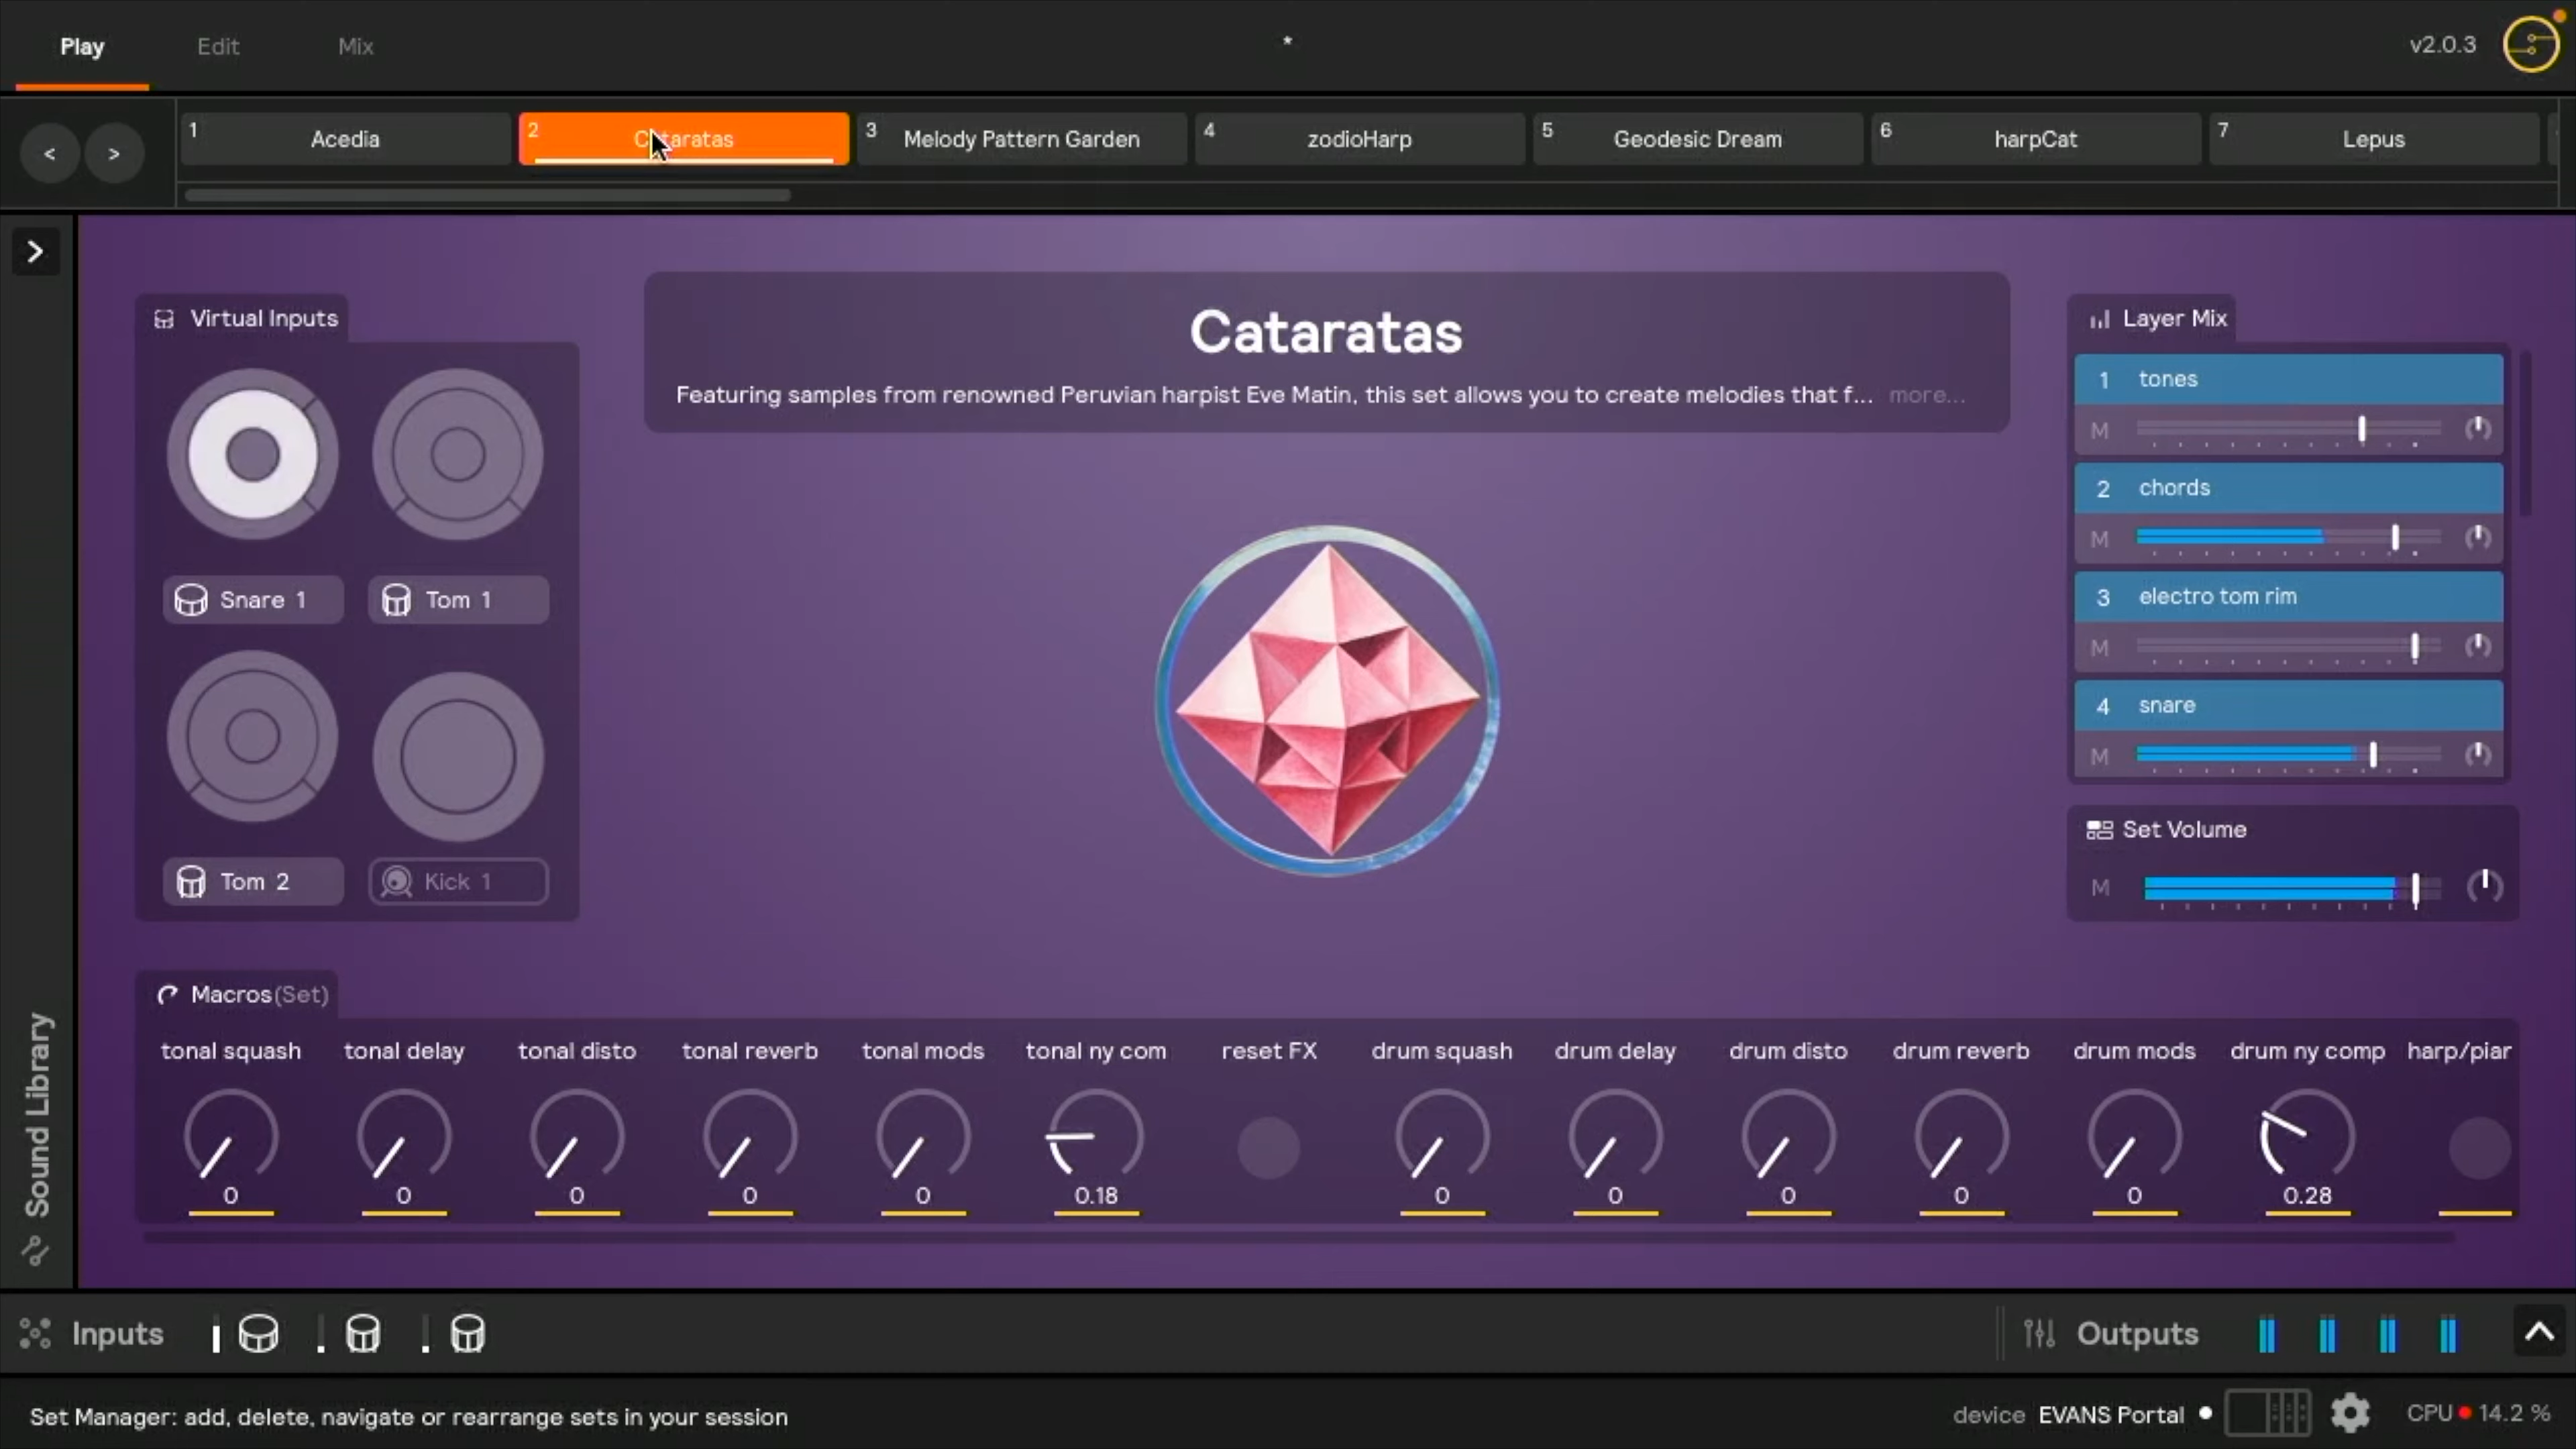 Play Edit Mix * v2.0.3
< > 1 Acedia 2 Cataratas 3 Melody Pattern Garden 4 zodioHarp 5 Geodesic Dream 6 harpCat 7 Lepus
Virtual Inputs
Snare 1 Tom 1
Tom 2 Kick 1
Cataratas
Featuring samples from renowned Peruvian harpist Eve Matin, this set allows you to create melodies that f... more...
Layer Mix
1 tones
M
2 chords
M
3 electro tom rim
M
4 snare
M
Set Volume
M
Macros(Set)
tonal squash tonal delay tonal disto tonal reverb tonal mods tonal ny com reset FX drum squash drum delay drum disto drum reverb drum mods drum ny comp harp/piar
0 0 0 0 0 0.18 0 0 0 0 0 0.28
Sound Library
Inputs Outputs
Set Manager: add, delete, navigate or rearrange sets in your session
device EVANS Portal CPU 14.2 %